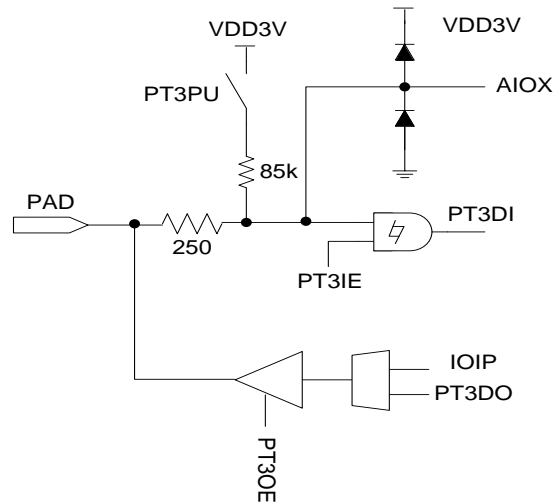 VDD3V
VDD3V
PT3PU
AIOX
85k
PAD
PT3DI
250
PT3IE
IOIP
PT3DO
PT3OE